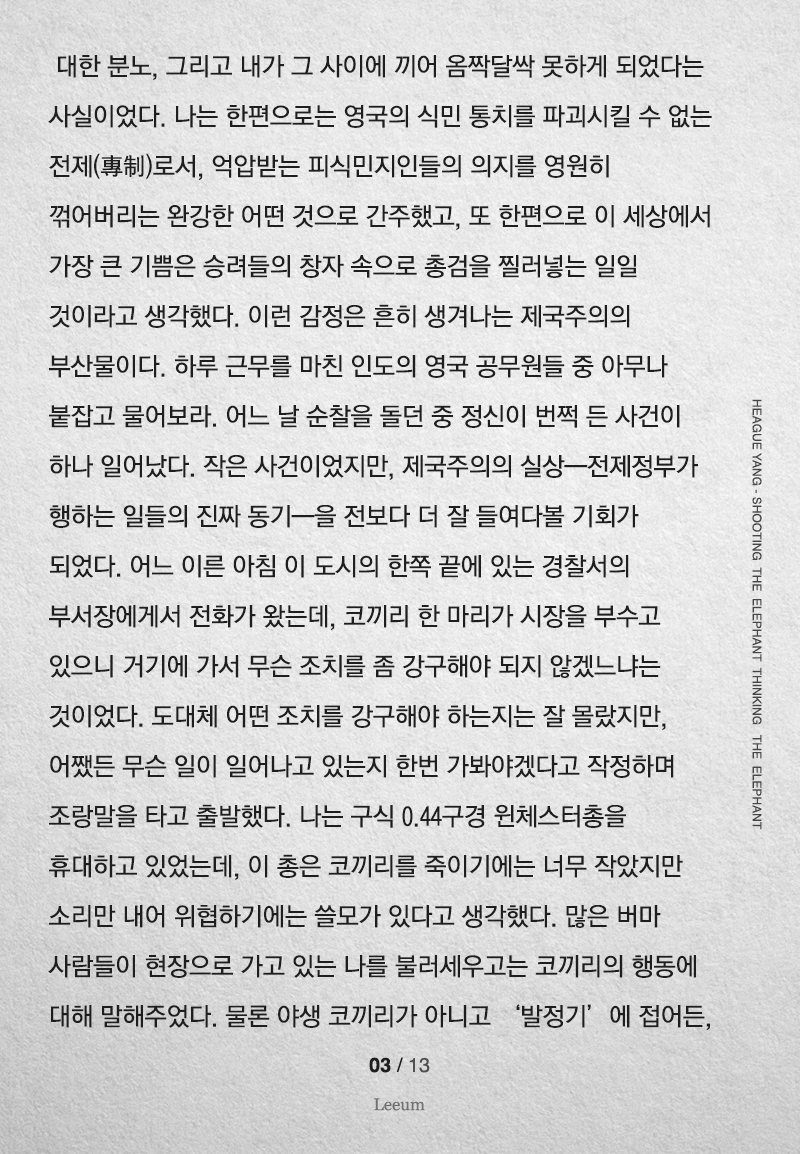 대한 분노, 그리고 내가 그 사이에 끼어 옴짝달싹 못하게 되었다는
사실이었다. 나는 한편으로는 영국의 식민 통치를 파괴시킬 수 없는
전제(專制)로서, 억압받는 피식민지인들의 의지를 영원히
꺾어버리는 완강한 어떤 것으로 간주했고, 또 한편으로 이 세상에서
가장 큰 기쁨은 승려들의 창자 속으로 총검을 찔러넣는 일일
것이라고 생각했다. 이런 감정은 흔히 생겨나는 제국주의의
부산물이다. 하루 근무를 마친 인도의 영국 공무원들 중 아무나
붙잡고 물어보라. 어느 날 순찰을 돌던 중 정신이 번쩍 든 사건이
하나 일어났다. 작은 사건이었지만, 제국주의의 실상—전제정부가
행하는 일들의 진짜 동기—을 전보다 더 잘 들여다볼 기회가
되었다. 어느 이른 아침 이 도시의 한쪽 끝에 있는 경찰서의
부서장에게서 전화가 왔는데, 코끼리 한 마리가 시장을 부수고
있으니 거기에 가서 무슨 조치를 좀 강구해야 되지 않겠느냐는
것이었다. 도대체 어떤 조치를 강구해야 하는지는 잘 몰랐지만,
어쨌든 무슨 일이 일어나고 있는지 한번 가봐야겠다고 작정하며
조랑말을 타고 출발했다. 나는 구식 0.44구경 윈체스터총을
휴대하고 있었는데, 이 총은 코끼리를 죽이기에는 너무 작았지만
소리만 내어 위협하기에는 쓸모가 있다고 생각했다. 많은 버마
사람들이 현장으로 가고 있는 나를 불러세우고는 코끼리의 행동에
대해 말해주었다. 물론 야생 코끼리가 아니고 ‘발정기’에 접어든,
HEAGUE YANG - SHOOTING THE ELEPHANT THINKING THE ELEPHANT
03 / 13
Leeum